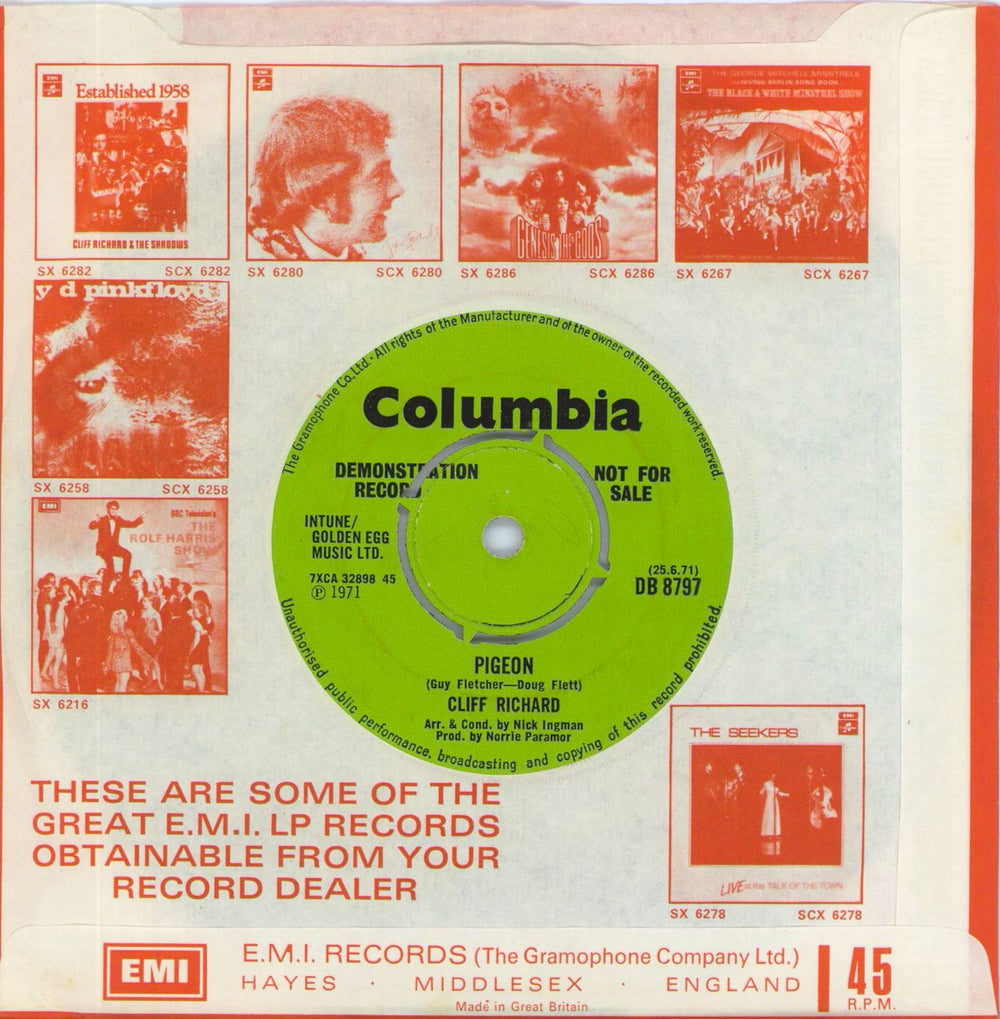 EMI
Established 1958
CLIFF RICHARD & THE SHADOWS
SX 6282 SCX 6282
EMI
SX 6280 SCX 6280
GENESIS THE GODS
SX 6286 SCX 6286
EMI
THE GEORGE MITCHELL MINSTRELS
IRVING BERLIN SONG BOOK
THE BLACK & WHITE MINSTREL SHOW
SX 6267 SCX 6267
y d pinkfloyd
SX 6258 SCX 6258
EMI
BBC Television's
THE
ROLF HARRIS
SHOW
SX 6216
The Gramophone Co. Ltd. · All rights of the Manufacturer and of the owner of the recorded work reserved.
Columbia
DEMONSTRATION
RECORD
NOT FOR
SALE
INTUNE/
GOLDEN EGG
MUSIC LTD.
7XCA 32898 45
℗ 1971
(25.6.71)
DB 8797
PIGEON
(Guy Fletcher—Doug Flett)
CLIFF RICHARD
Arr. & Cond. by Nick Ingman
Prod. by Norrie Paramor
Unauthorised public performance, broadcasting and copying of this record prohibited.
THE SEEKERS
EMI
LIVE at the TALK OF THE TOWN
SX 6278 SCX 6278
THESE ARE SOME OF THE
GREAT E.M.I. LP RECORDS
OBTAINABLE FROM YOUR
RECORD DEALER
EMI
E.M.I. RECORDS (The Gramophone Company Ltd.)
HAYES · MIDDLESEX · ENGLAND
Made in Great Britain
45
R.P.M.